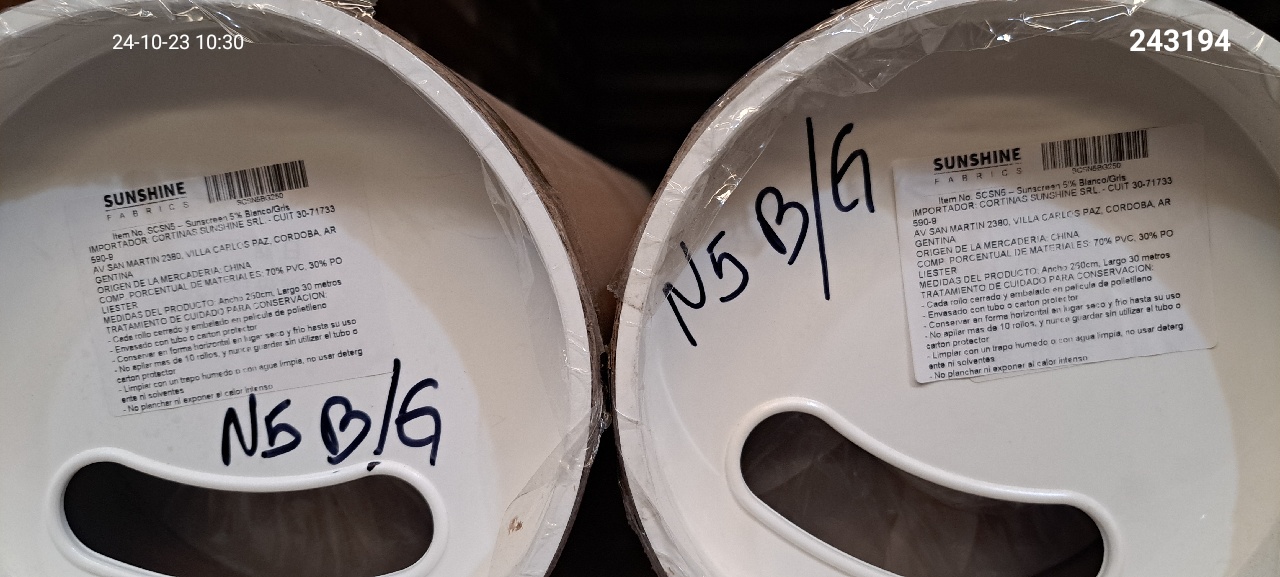 24-10-23 10:30
243194
SUNSHINE
FABRICS
Item No. SCSN5 - Sunscreen 5% Blanco/Gris
IMPORTADOR: CORTINAS SUNSHINE SRL - CUIT 30-71733
590-9
AV SAN MARTIN 2380, VILLA CARLOS PAZ, CORDOBA, AR
GENTINA
ORIGEN DE LA MERCADERIA: CHINA
COMP. PORCENTUAL DE MATERIALES: 70% PVC, 30% PO
LIESTER
MEDIDAS DEL PRODUCTO: Ancho 250cm, Largo 30 metros
TRATAMIENTO DE CUIDADO PARA CONSERVACION:
- Cada rollo cerrado y embalado en pelicula de polietileno
- Envasado con tubo o carton protector
- Conservar en forma horizontal en lugar seco y frio hasta su uso
- No apilar mas de 10 rollos, y nunca guardar sin utilizar el tubo o
carton protector
- Limpiar con un trapo humedo o con agua limpia, no usar deterg
ente ni solventes
- No planchar ni exponer al calor intenso
N5 B/G
N5 B/G
SUNSHINE
FABRICS
Item No. SCSN5 - Sunscreen 5% Blanco/Gris
IMPORTADOR: CORTINAS SUNSHINE SRL. - CUIT 30-71733
590-9
AV SAN MARTIN 2380, VILLA CARLOS PAZ, CORDOBA, AR
GENTINA
ORIGEN DE LA MERCADERIA: CHINA
COMP. PORCENTUAL DE MATERIALES: 70% PVC, 30% PO
LIESTER
MEDIDAS DEL PRODUCTO: Ancho 250cm, Largo 30 metros
TRATAMIENTO DE CUIDADO PARA CONSERVACION:
- Cada rollo cerrado y embalado en pelicula de polietileno
- Envasado con tubo o carton protector
- Conservar en forma horizontal en lugar seco y frio hasta su uso
- No apilar mas de 10 rollos, y nunca guardar sin utilizar el tubo o
carton protector
- Limpiar con un trapo humedo o con agua limpia, no usar deterg
ente ni solventes
- No planchar ni exponer al calor intenso